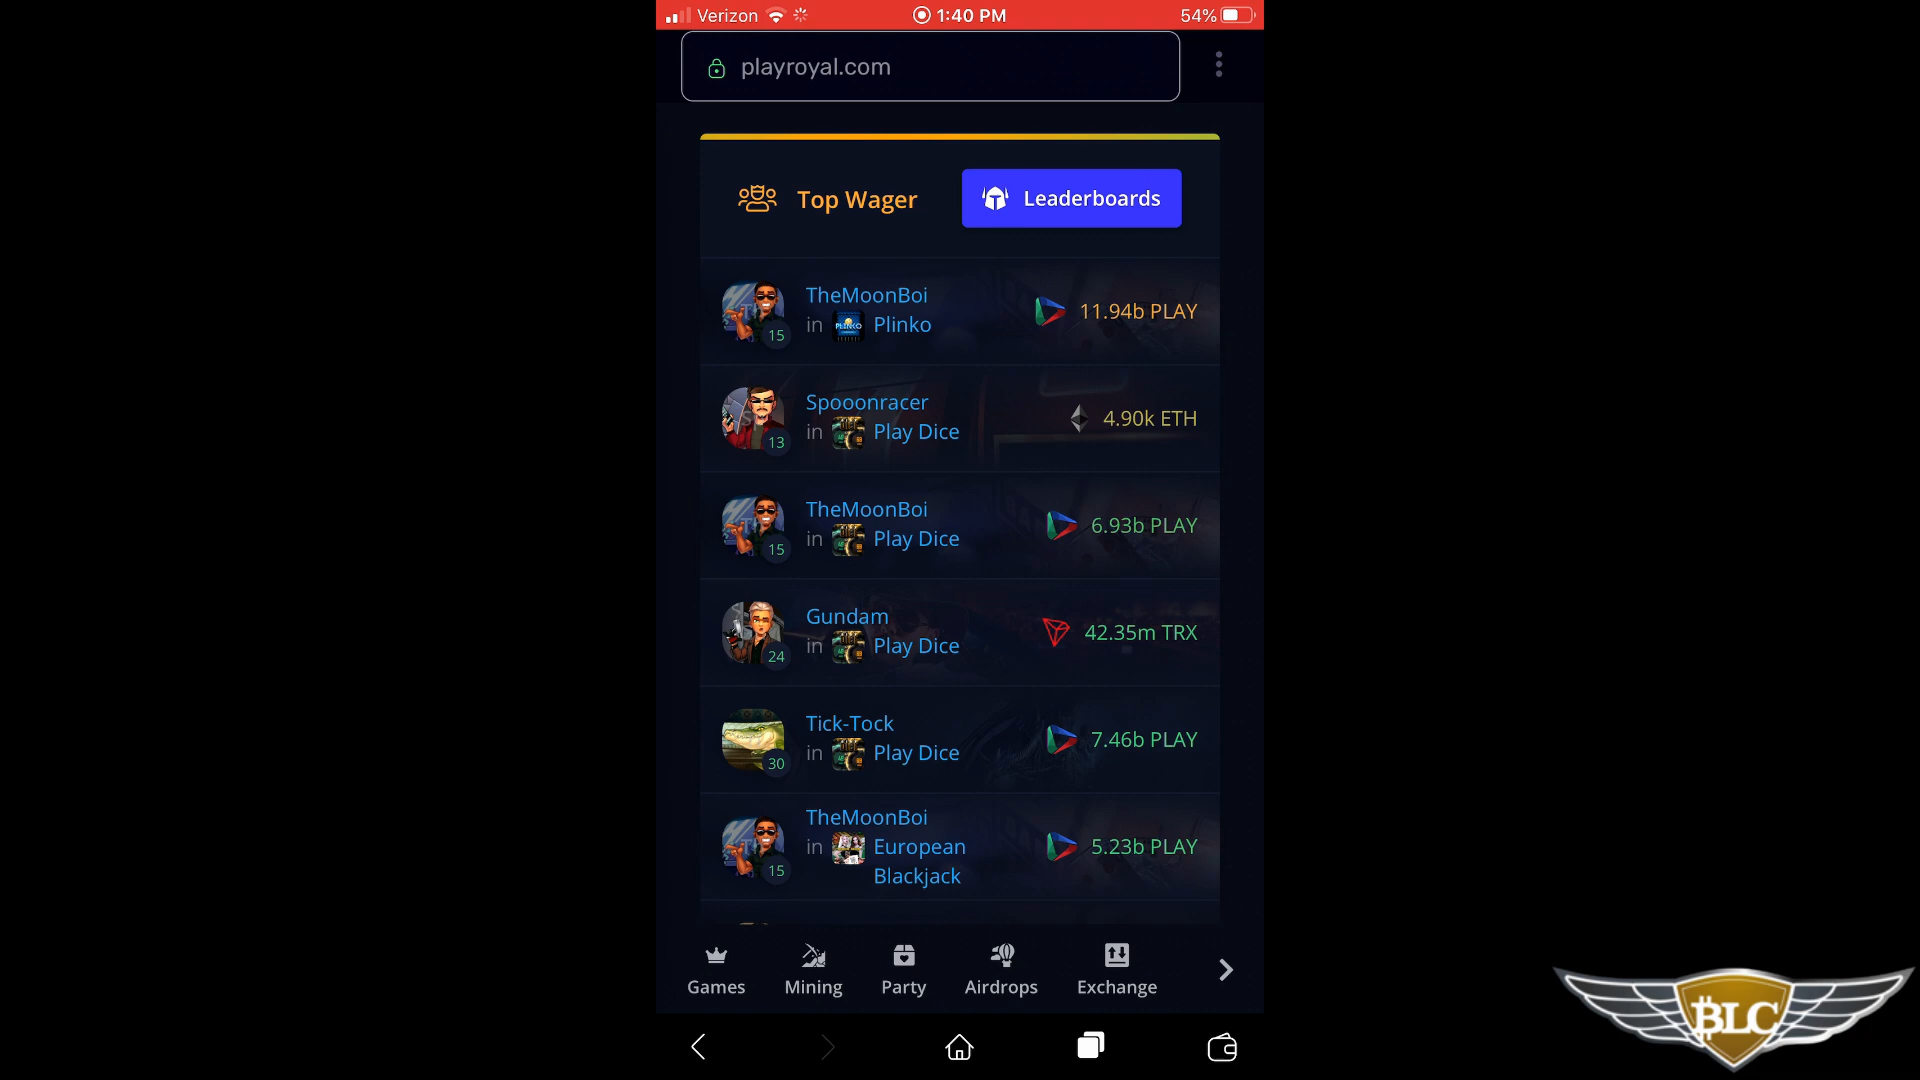 Verizon
1:40 PM
54%
playroyal.com
Top Wager
Leaderboards
TheMoonBoi
in PLINKO Plinko
11.94b PLAY
15
Spooonracer
in Play Dice
4.90k ETH
13
TheMoonBoi
in Play Dice
6.93b PLAY
15
Gundam
in Play Dice
42.35m TRX
24
Tick-Tock
in Play Dice
7.46b PLAY
30
TheMoonBoi
in European
Blackjack
5.23b PLAY
15
Games
Mining
Party
Airdrops
Exchange
BLC